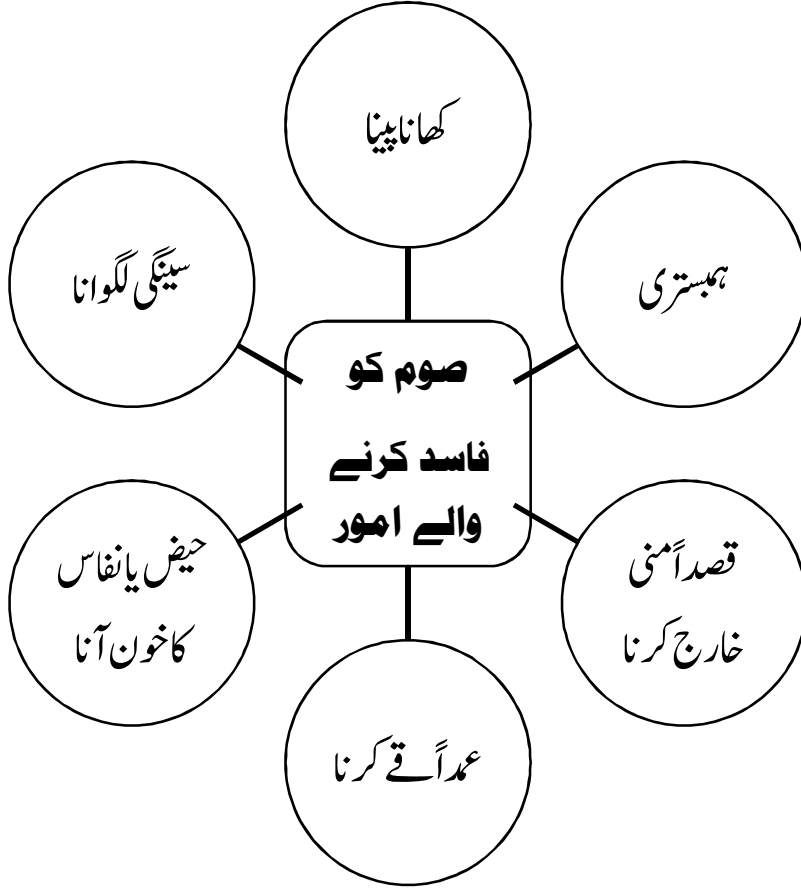 کھانا پینا
ہمبستری
سینگی لگوانا
صوم کو
فاسد کرنے
والے امور
قصداً منی
خارج کرنا
حیض یا نفاس
کا خون آنا
عمداً قے کرنا